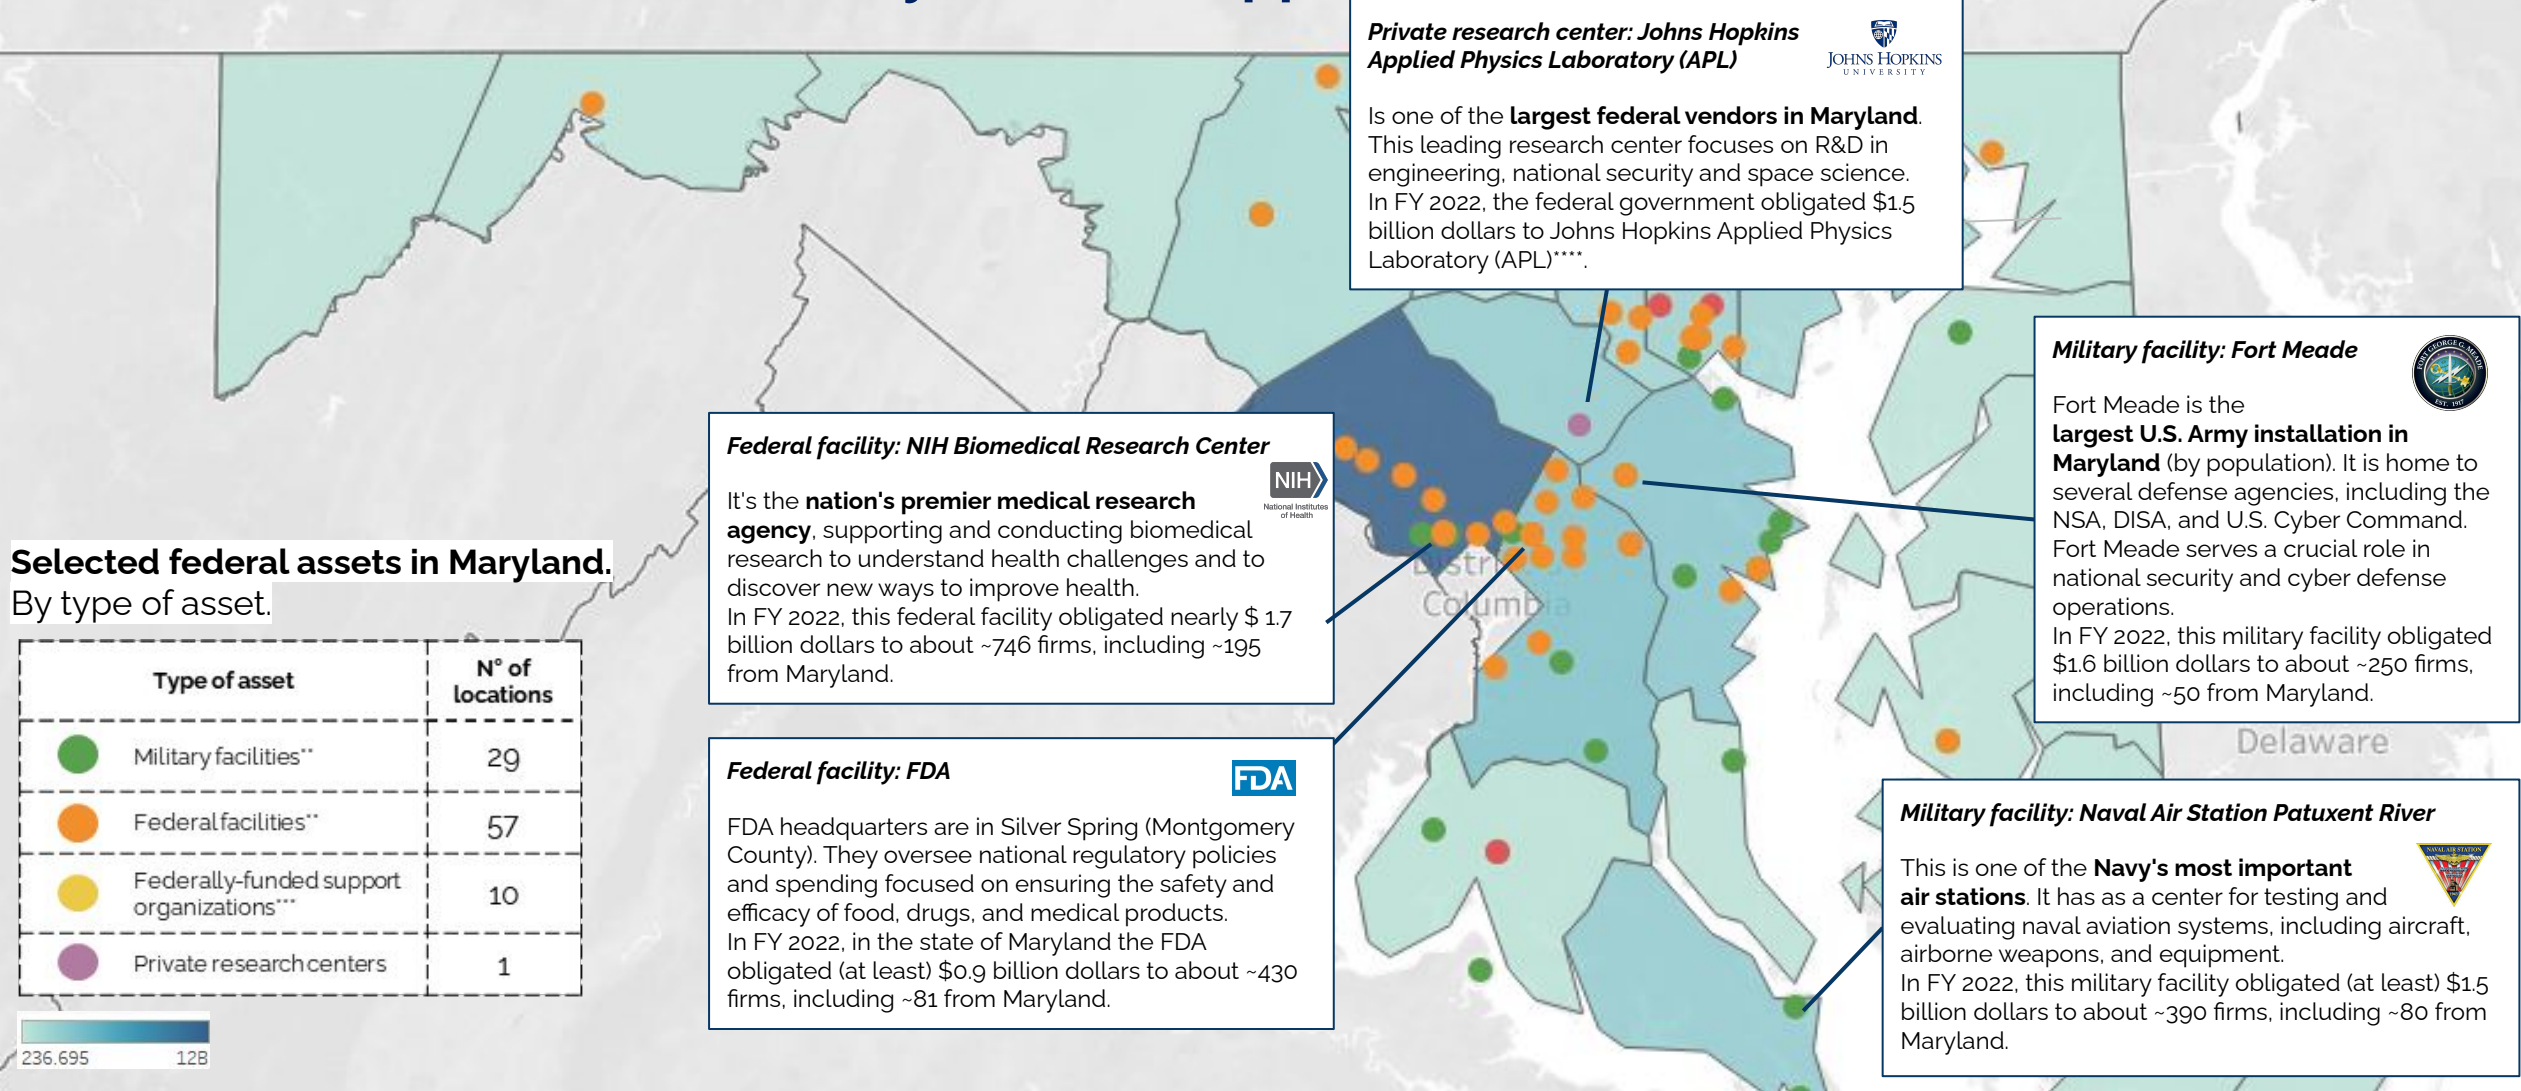 Private research center: Johns Hopkins
Applied Physics Laboratory (APL)
JOHNS HOPKINS
UNIVERSITY
Is one of the largest federal vendors in Maryland.
This leading research center focuses on R&D in
engineering, national security and space science.
In FY 2022, the federal government obligated $1.5
billion dollars to Johns Hopkins Applied Physics
Laboratory (APL)****.
Military facility: Fort Meade
FORT GEORGE G. MEADE
EST. 1917
Fort Meade is the
largest U.S. Army installation in
Maryland (by population). It is home to
several defense agencies, including the
NSA, DISA, and U.S. Cyber Command.
Fort Meade serves a crucial role in
national security and cyber defense
operations.
In FY 2022, this military facility obligated
$1.6 billion dollars to about ~250 firms,
including ~50 from Maryland.
Federal facility: NIH Biomedical Research Center
NIH
National Institutes
of Health
It's the nation's premier medical research
agency, supporting and conducting biomedical
research to understand health challenges and to
discover new ways to improve health.
In FY 2022, this federal facility obligated nearly $ 1.7
billion dollars to about ~746 firms, including ~195
from Maryland.
District
Columbia
Selected federal assets in Maryland.
By type of asset.
Type of asset
N° of
locations
Military facilities**
29
Federal facilities**
57
Federally-funded support
organizations***
10
Private research centers
1
236.695
12B
Federal facility: FDA
FDA
FDA headquarters are in Silver Spring (Montgomery
County). They oversee national regulatory policies
and spending focused on ensuring the safety and
efficacy of food, drugs, and medical products.
In FY 2022, in the state of Maryland the FDA
obligated (at least) $0.9 billion dollars to about ~430
firms, including ~81 from Maryland.
Delaware
Military facility: Naval Air Station Patuxent River
NAVAL AIR STATION
This is one of the Navy's most important
air stations. It has as a center for testing and
evaluating naval aviation systems, including aircraft,
airborne weapons, and equipment.
In FY 2022, this military facility obligated (at least) $1.5
billion dollars to about ~390 firms, including ~80 from
Maryland.